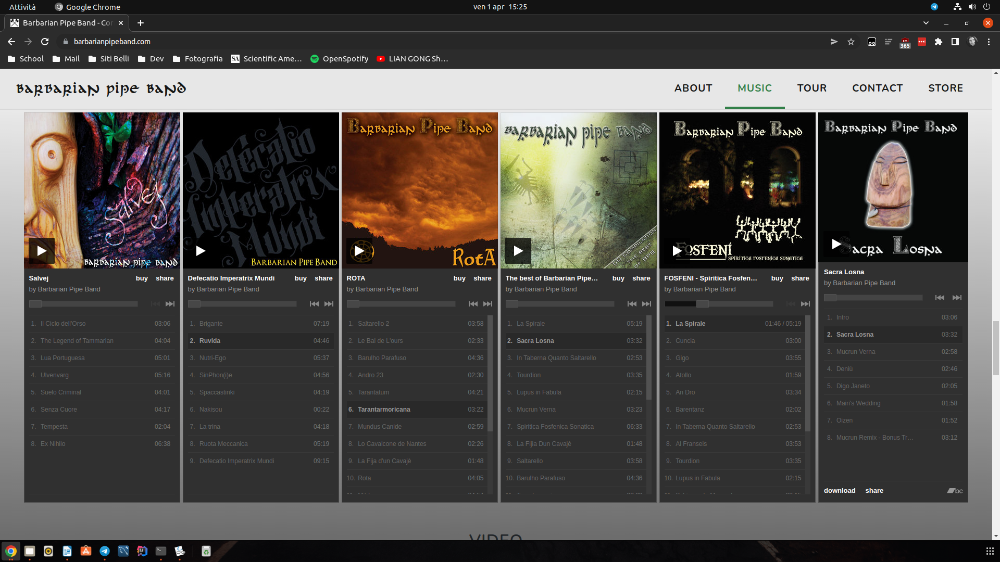 Attività
Google Chrome
ven 1 apr 15:25
Barbarian Pipe Band - Cor
barbarianpipeband.com
365
School
Mail
Siti Belli
Dev
Fotografia
SA
Scientific Ame…
OpenSpotify
LIAN GONG Sh…
BARBARIAN PIPE BAND
ABOUT
MUSIC
TOUR
CONTACT
STORE
Salvej
BARBARIAN PIPE BAND
Salvej
buy
share
by Barbarian Pipe Band
1. Il Ciclo dell'Orso 03:06
2. The Legend of Tammarian 04:04
3. Lua Portuguesa 05:01
4. Ulvenvarg 05:16
5. Suelo Criminal 04:01
6. Senza Cuore 04:17
7. Tempesta 02:04
8. Ex Nihilo 06:38
Defecatio
Imperatrix
Mundi
BARBARIAN PIPE BAND
Defecatio Imperatrix Mundi
buy
share
by Barbarian Pipe Band
1. Brigante 07:19
2. Ruvida 04:46
3. Nutri-Ego 05:37
4. SinPhon(i)e 04:56
5. Spaccastinki 04:19
6. Nakisou 00:22
7. La trina 04:18
8. Ruota Meccanica 05:19
9. Defecatio Imperatrix Mundi 09:15
BARBARIAN PIPE BAND
RotA
ROTA
buy
share
by Barbarian Pipe Band
1. Saltarello 2 03:58
2. Le Bal de L'ours 02:33
3. Barulho Parafuso 04:36
4. Andro 23 02:30
5. Tarantatum 04:21
6. Tarantarmoricana 03:22
7. Mundus Canide 02:59
8. Lo Cavalcone de Nantes 02:26
9. La Fija d'un Cavajè 01:48
10. Rota 04:05
BARBARIAN PIPE BAND
CD COMPILATION
THE BEST
OF BPB
The best of Barbarian Pipe…
buy
share
by Barbarian Pipe Band
1. La Spirale 05:19
2. Sacra Losna 03:32
3. In Taberna Quanto Saltarello 02:53
4. Tourdion 03:35
5. Lupus in Fabula 02:15
6. Mucrun Verna 03:23
7. Spiritica Fosfenica Sonatica 06:33
8. La Fijia Dun Cavajè 01:48
9. Saltarello 03:58
10. Barulho Parafuso 04:36
BARBARIAN PIPE BAND
FOSFENÍ
SPIRITICA FOSFENICA SONATICA
FOSFENI - Spiritica Fosfen…
buy
share
by Barbarian Pipe Band
1. La Spirale 01:46 / 05:19
2. Cuncia 03:00
3. Gigo 03:55
4. Atollo 01:59
5. An Dro 03:34
6. Barentanz 02:02
7. In Taberna Quanto Saltarello 02:53
8. Al Franseis 03:53
9. Tourdion 03:35
10. Lupus in Fabula 02:15
BARBARIAN PIPE BAND
SACRA LOSNA
Sacra Losna
by Barbarian Pipe Band
1. Intro 03:06
2. Sacra Losna 03:32
3. Mucrun Verna 02:58
4. Deniù 02:46
5. Digo Janeto 02:05
6. Mairi's Wedding 01:58
7. Oizen 01:52
8. Mucrun Remix - Bonus Tr… 03:12
download
share
bc
VIDEO